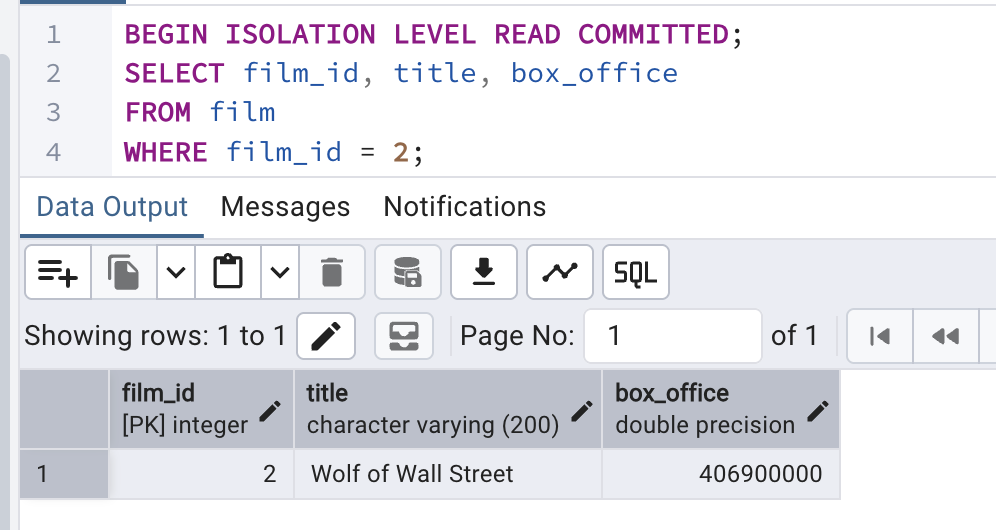 1 BEGIN ISOLATION LEVEL READ COMMITTED;
2 SELECT film_id, title, box_office
3 FROM film
4 WHERE film_id = 2;
Data Output Messages Notifications
SQL
Showing rows: 1 to 1 Page No: 1 of 1
film_id title box_office
[PK] integer character varying (200) double precision
1 2 Wolf of Wall Street 406900000